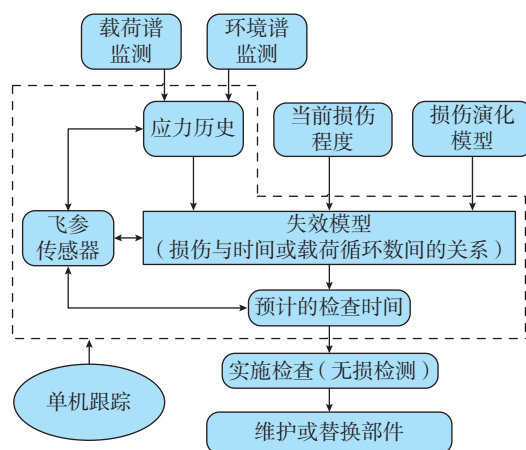 载荷谱
监测
环境谱
监测
应力历史
当前损伤
程度
损伤演化
模型
飞参
传感器
失效模型
(损伤与时间或载荷循环数间的关系)
预计的检查时间
实施检查(无损检测)
单机跟踪
维护或替换部件